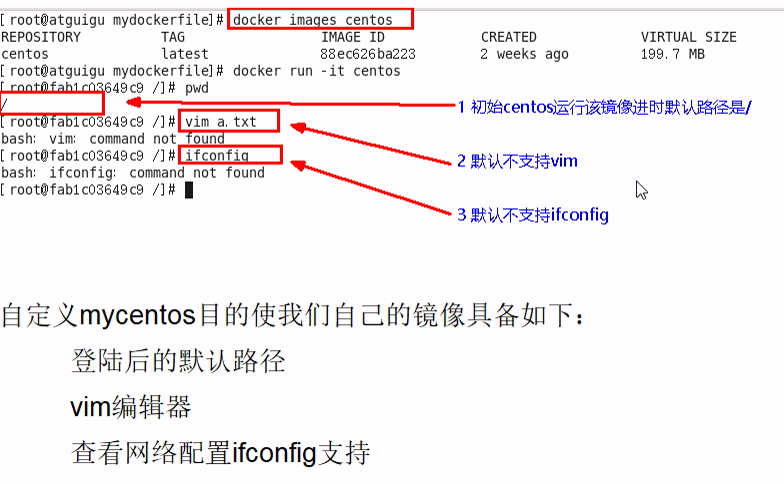 [root@atguigu mydockerfile]# docker images centos
REPOSITORY TAG IMAGE ID CREATED VIRTUAL SIZE
centos latest 88ec626ba223 2 weeks ago 199.7 MB
[root@atguigu mydockerfile]# docker run -it centos
[root@fab1c03649c9 /]# pwd
/
1 初始centos运行该镜像进时默认路径是/
[root@fab1c03649c9 /]# vim a.txt
bash: vim: command not found
[root@fab1c03649c9 /]# ifconfig
2 默认不支持vim
bash: ifconfig: command not found
[root@fab1c03649c9 /]#
3 默认不支持ifconfig
自定义mycentos目的使我们自己的镜像具备如下：
登陆后的默认路径
vim编辑器
查看网络配置ifconfig支持